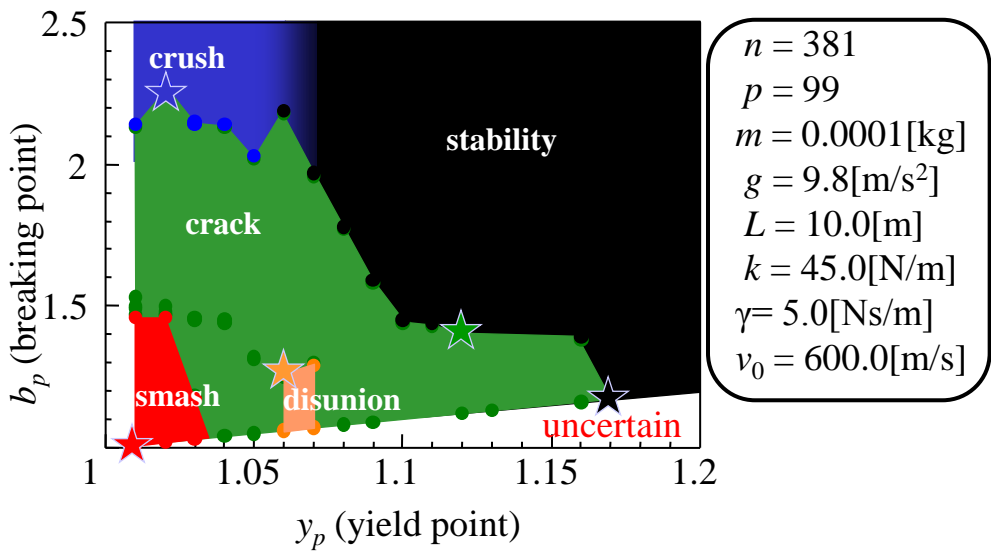 2.5
2
1.5
1
1.05
1.1
1.15
1.2
b_p (breaking point)
y_p (yield point)
crush
stability
crack
smash
disunion
uncertain
n = 381
p = 99
m = 0.0001[kg]
g = 9.8[m/s²]
L = 10.0[m]
k = 45.0[N/m]
γ= 5.0[Ns/m]
v₀ = 600.0[m/s]